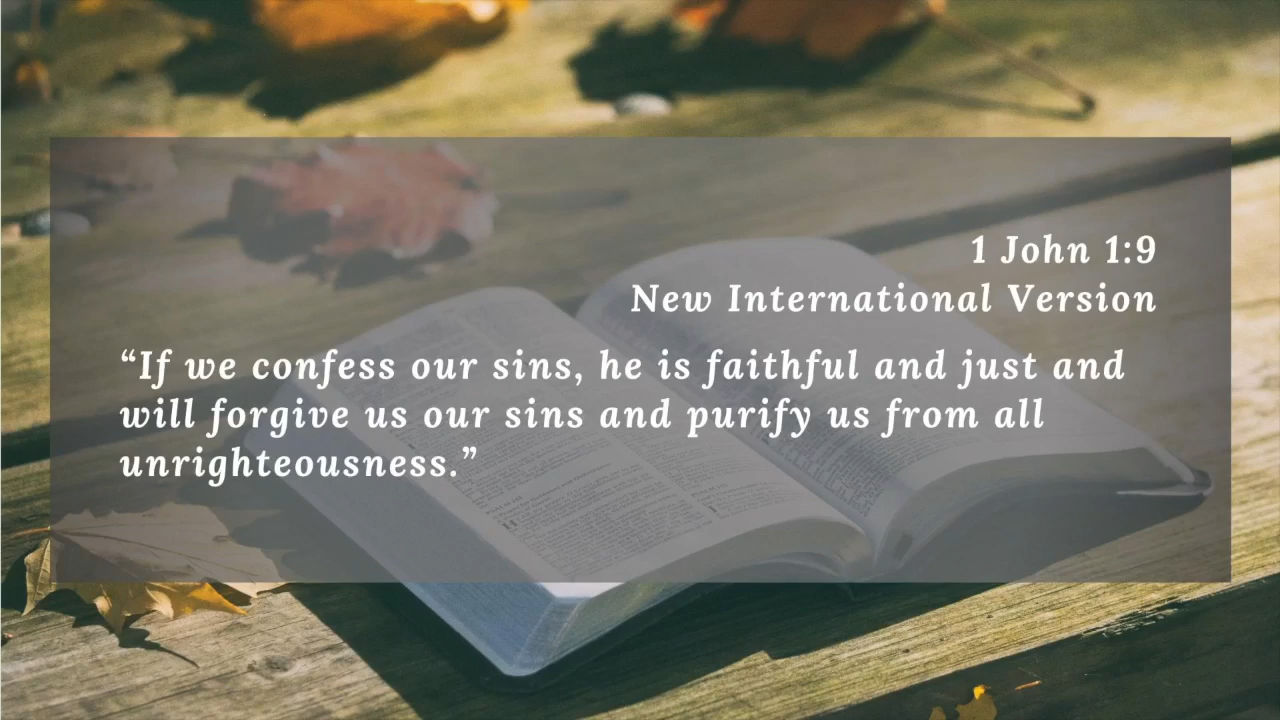 1 John 1:9
New International Version
“If we confess our sins, he is faithful and just and
will forgive us our sins and purify us from all
unrighteousness.”